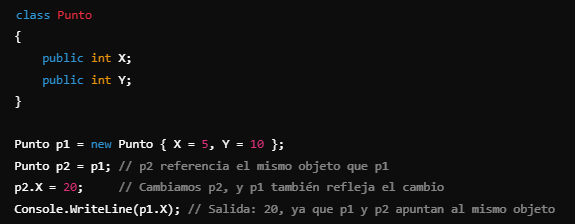 class Punto
{
    public int X;
    public int Y;
}

Punto p1 = new Punto { X = 5, Y = 10 };
Punto p2 = p1; // p2 referencia el mismo objeto que p1
p2.X = 20;     // Cambiamos p2, y p1 también refleja el cambio
Console.WriteLine(p1.X); // Salida: 20, ya que p1 y p2 apuntan al mismo objeto